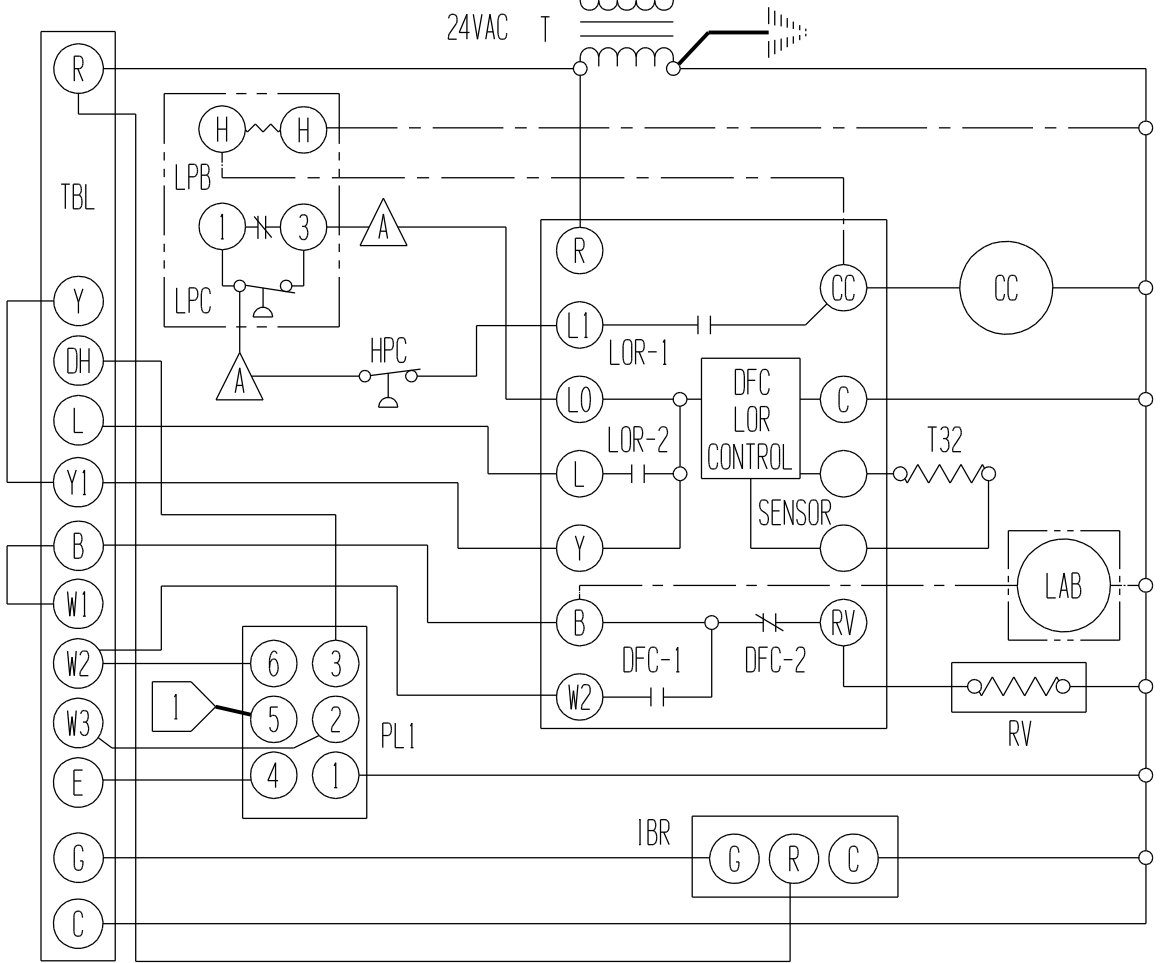 24VAC T
R
H H
LPB
TBL
1 3 A
R
LPC
Y
CC CC
L1
LOR-1
HPC
DH
A
DFC
LOR
CONTROL
LO
C
L
LOR-2
T32
Y1
L
SENSOR
B
Y
LAB
W1
B
RV
W2
6 3
DFC-1 DFC-2
W2
1
5 2
W3
PL1
RV
E
4 1
IBR
G
G R C
C